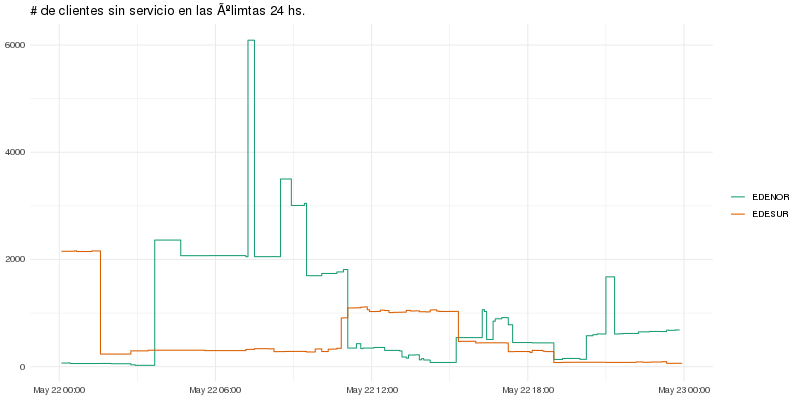 # de clientes sin servicio en las Ãºlimtas 24 hs.
6000
4000
2000
0
May 22 00:00
May 22 06:00
May 22 12:00
May 22 18:00
May 23 00:00
EDENOR
EDESUR